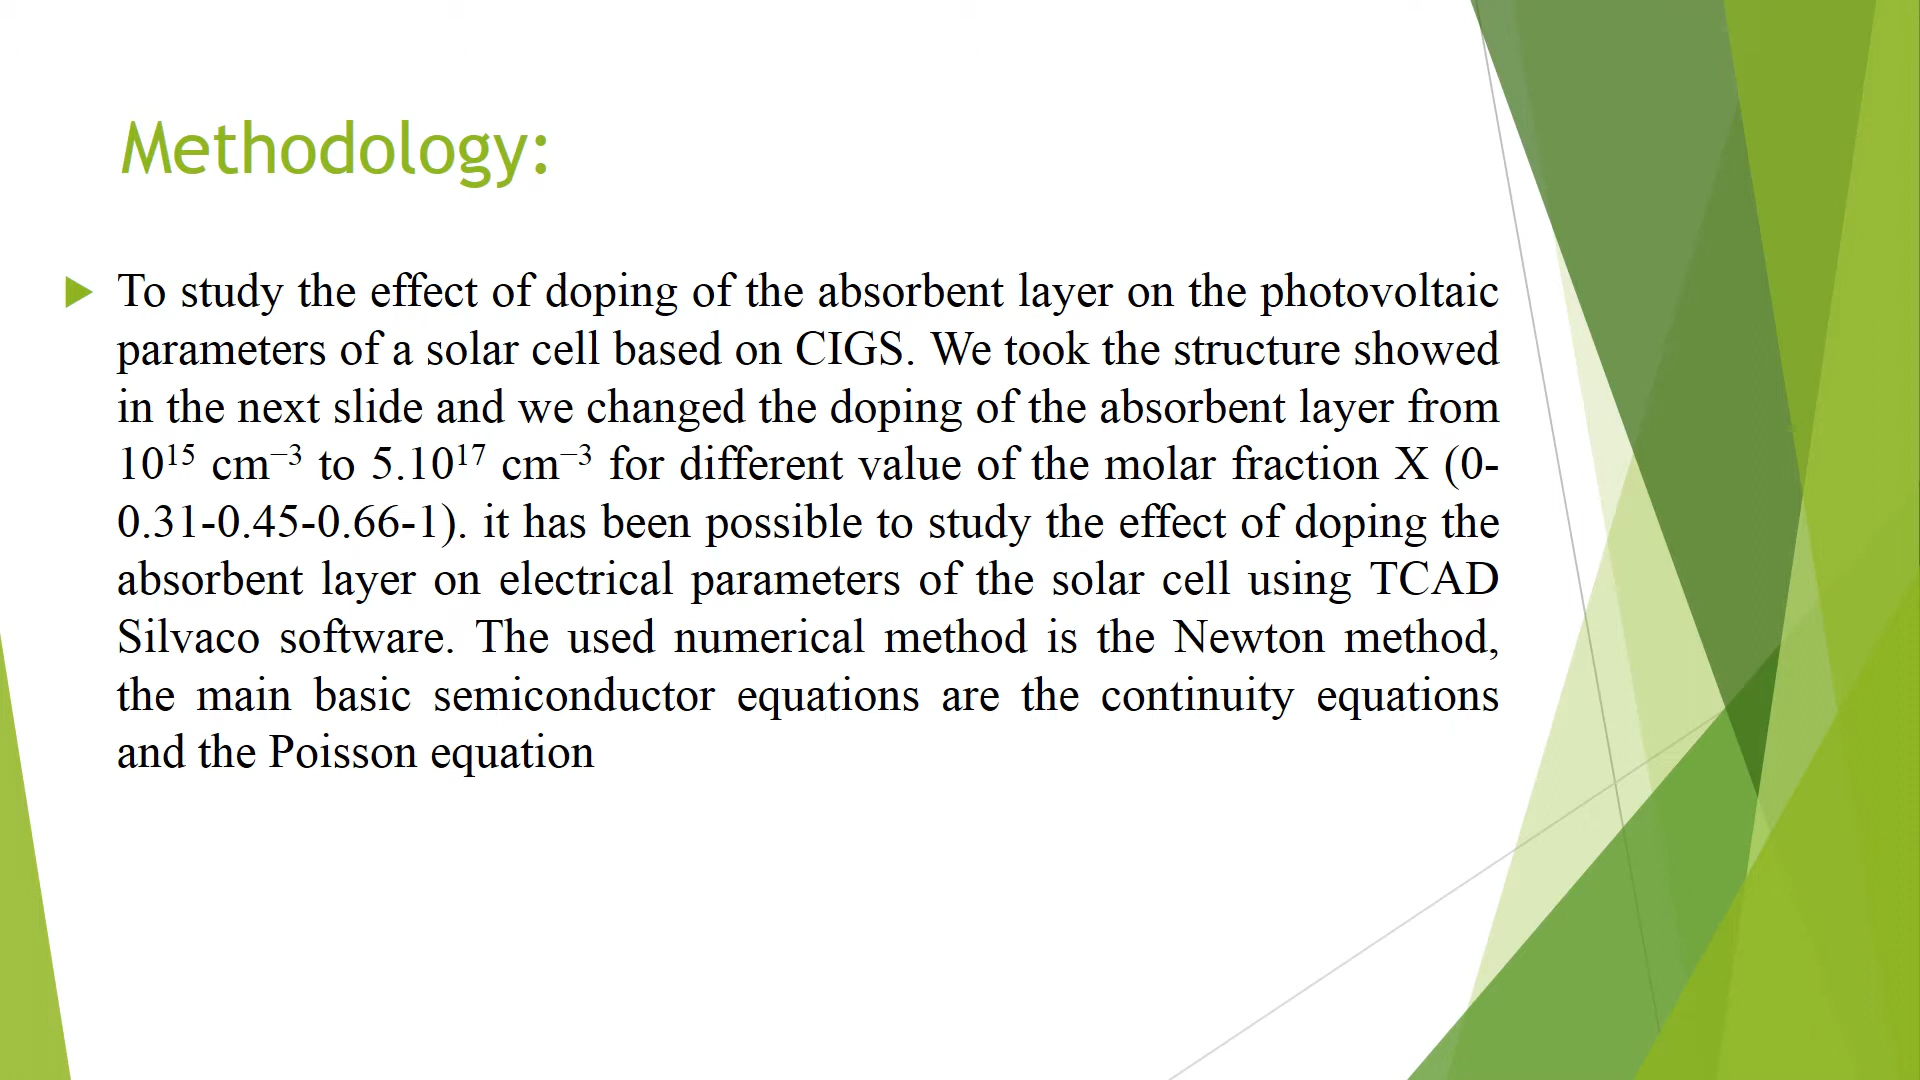 Methodology:
To study the effect of doping of the absorbent layer on the photovoltaic
parameters of a solar cell based on CIGS. We took the structure showed
in the next slide and we changed the doping of the absorbent layer from
10¹⁵ cm⁻³ to 5.10¹⁷ cm⁻³ for different value of the molar fraction X (0-
0.31-0.45-0.66-1). it has been possible to study the effect of doping the
absorbent layer on electrical parameters of the solar cell using TCAD
Silvaco software. The used numerical method is the Newton method,
the main basic semiconductor equations are the continuity equations
and the Poisson equation